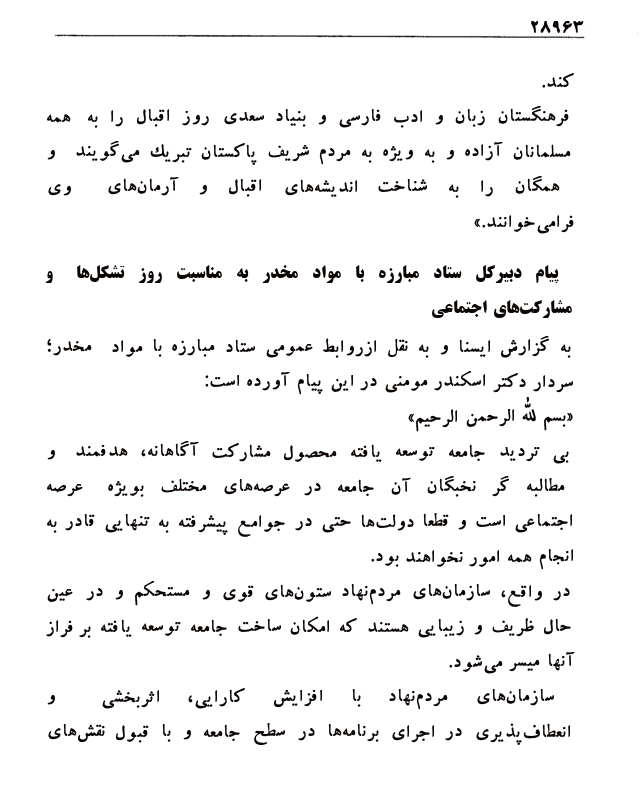 ۲۸۹۶۳
کند.
فرهنگستان زبان و ادب فارسی و بنیاد سعدی روز اقبال را به همه
مسلمانان آزاده و به ویژه به مردم شریف پاکستان تبریك می‌گویند و
همگان را به شناخت اندیشه‌های اقبال و آرمان‌های وی
فرامی‌خوانند.»
پیام دبیرکل ستاد مبارزه با مواد مخدر به مناسبت روز تشکل‌ها و
مشارکت‌های اجتماعی
به گزارش ایسنا و به نقل ازروابط عمومی ستاد مبارزه با مواد مخدر؛
سردار دکتر اسکندر مومنی در این پیام آورده است:
«بسم لله الرحمن الرحیم»
بی تردید جامعه توسعه یافته محصول مشارکت آگاهانه، هدفمند و
مطالبه گر نخبگان آن جامعه در عرصه‌های مختلف بویژه عرصه
اجتماعی است و قطعا دولت‌ها حتی در جوامع پیشرفته به تنهایی قادر به
انجام همه امور نخواهند بود.
در واقع، سازمان‌های مردم‌نهاد ستون‌های قوی و مستحکم و در عین
حال ظریف و زیبایی هستند که امکان ساخت جامعه توسعه یافته بر فراز
آنها میسر می‌شود.
سازمان‌های مردم‌نهاد با افزایش کارایی، اثربخشی و
انعطاف‌پذیری در اجرای برنامه‌ها در سطح جامعه و با قبول نقش‌های